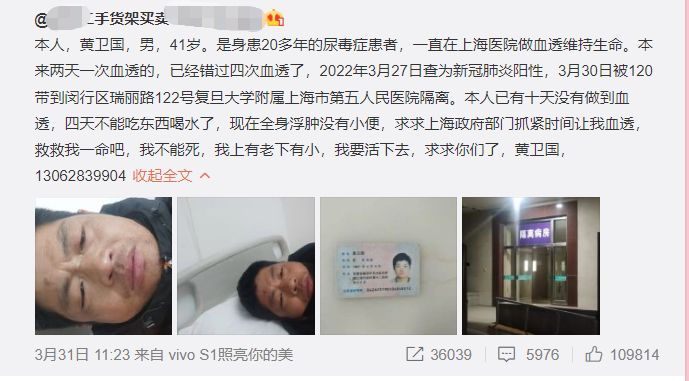 @ 二手货架买卖
本人，黄卫国，男，41岁。是身患20多年的尿毒症患者，一直在上海医院做血透维持生命。本
来两天一次血透的，已经错过四次血透了，2022年3月27日查为新冠肺炎阳性，3月30日被120
带到闵行区瑞丽路122号复旦大学附属上海市第五人民医院隔离。本人已有十天没有做到血
透，四天不能吃东西喝水了，现在全身浮肿没有小便，求求上海政府部门抓紧时间让我血透，
救救我一命吧，我不能死，我上有老下有小，我要活下去，求求你们了，黄卫国，
13062839904 收起全文
隔离病房
3月31日 11:23 来自 vivo S1照亮你的美
36039
5976
109814